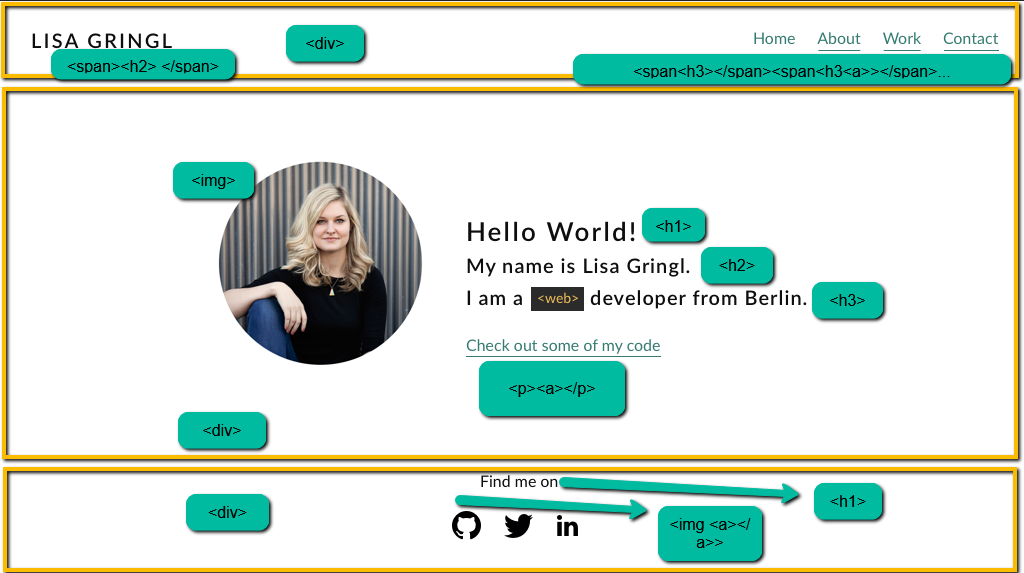 LISA GRINGL
<div>
Home About Work Contact
<span><h2> </span>
<span<h3></span><span<h3<a>></span>...
<img>
Hello World!
<h1>
My name is Lisa Gringl.
<h2>
I am a <web> developer from Berlin.
<h3>
Check out some of my code
<p><a></p>
<div>
Find me on
<h1>
<div>
in
<img <a></
a>>